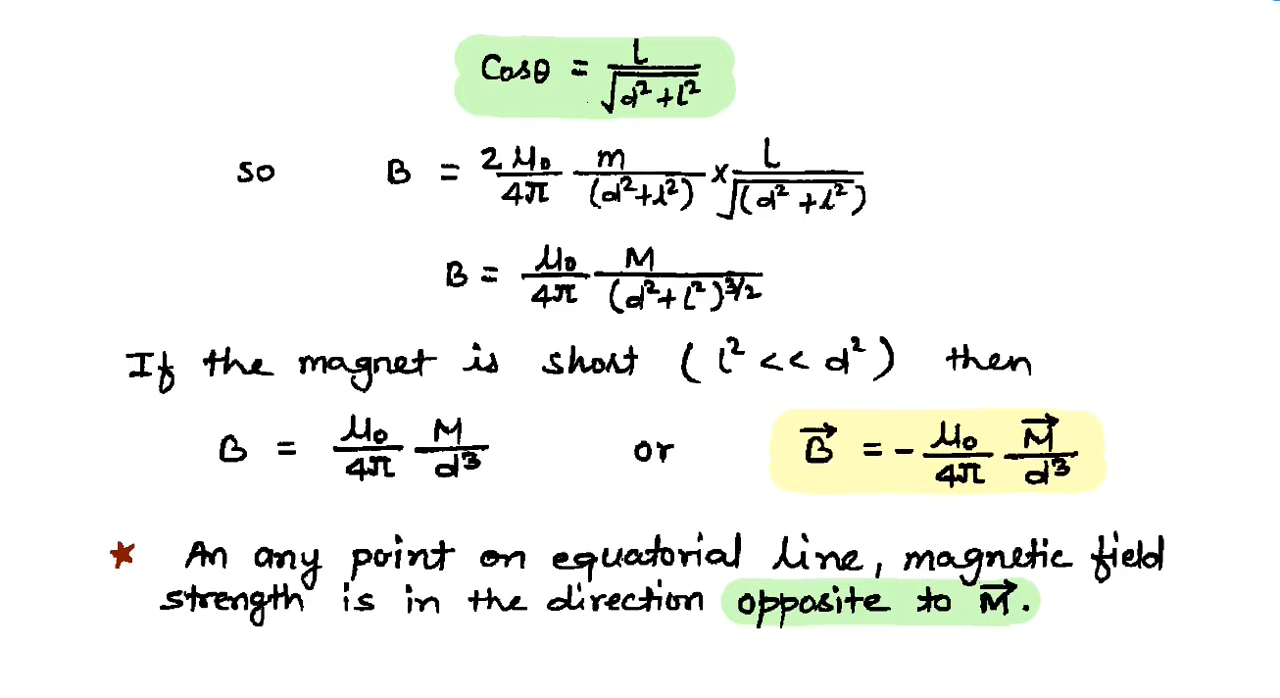 Cosθ = l / √(d²+l²)
so B = 2 μ₀/4π m/(d²+l²) × l/√(d²+l²)
B = μ₀/4π M/(d²+l²)^3/2
If the magnet is short (l² << d²) then
B = μ₀/4π M/d³ or B⃗ = - μ₀/4π M⃗/d³
★ An any point on equatorial line, magnetic field
strength is in the direction opposite to M⃗.